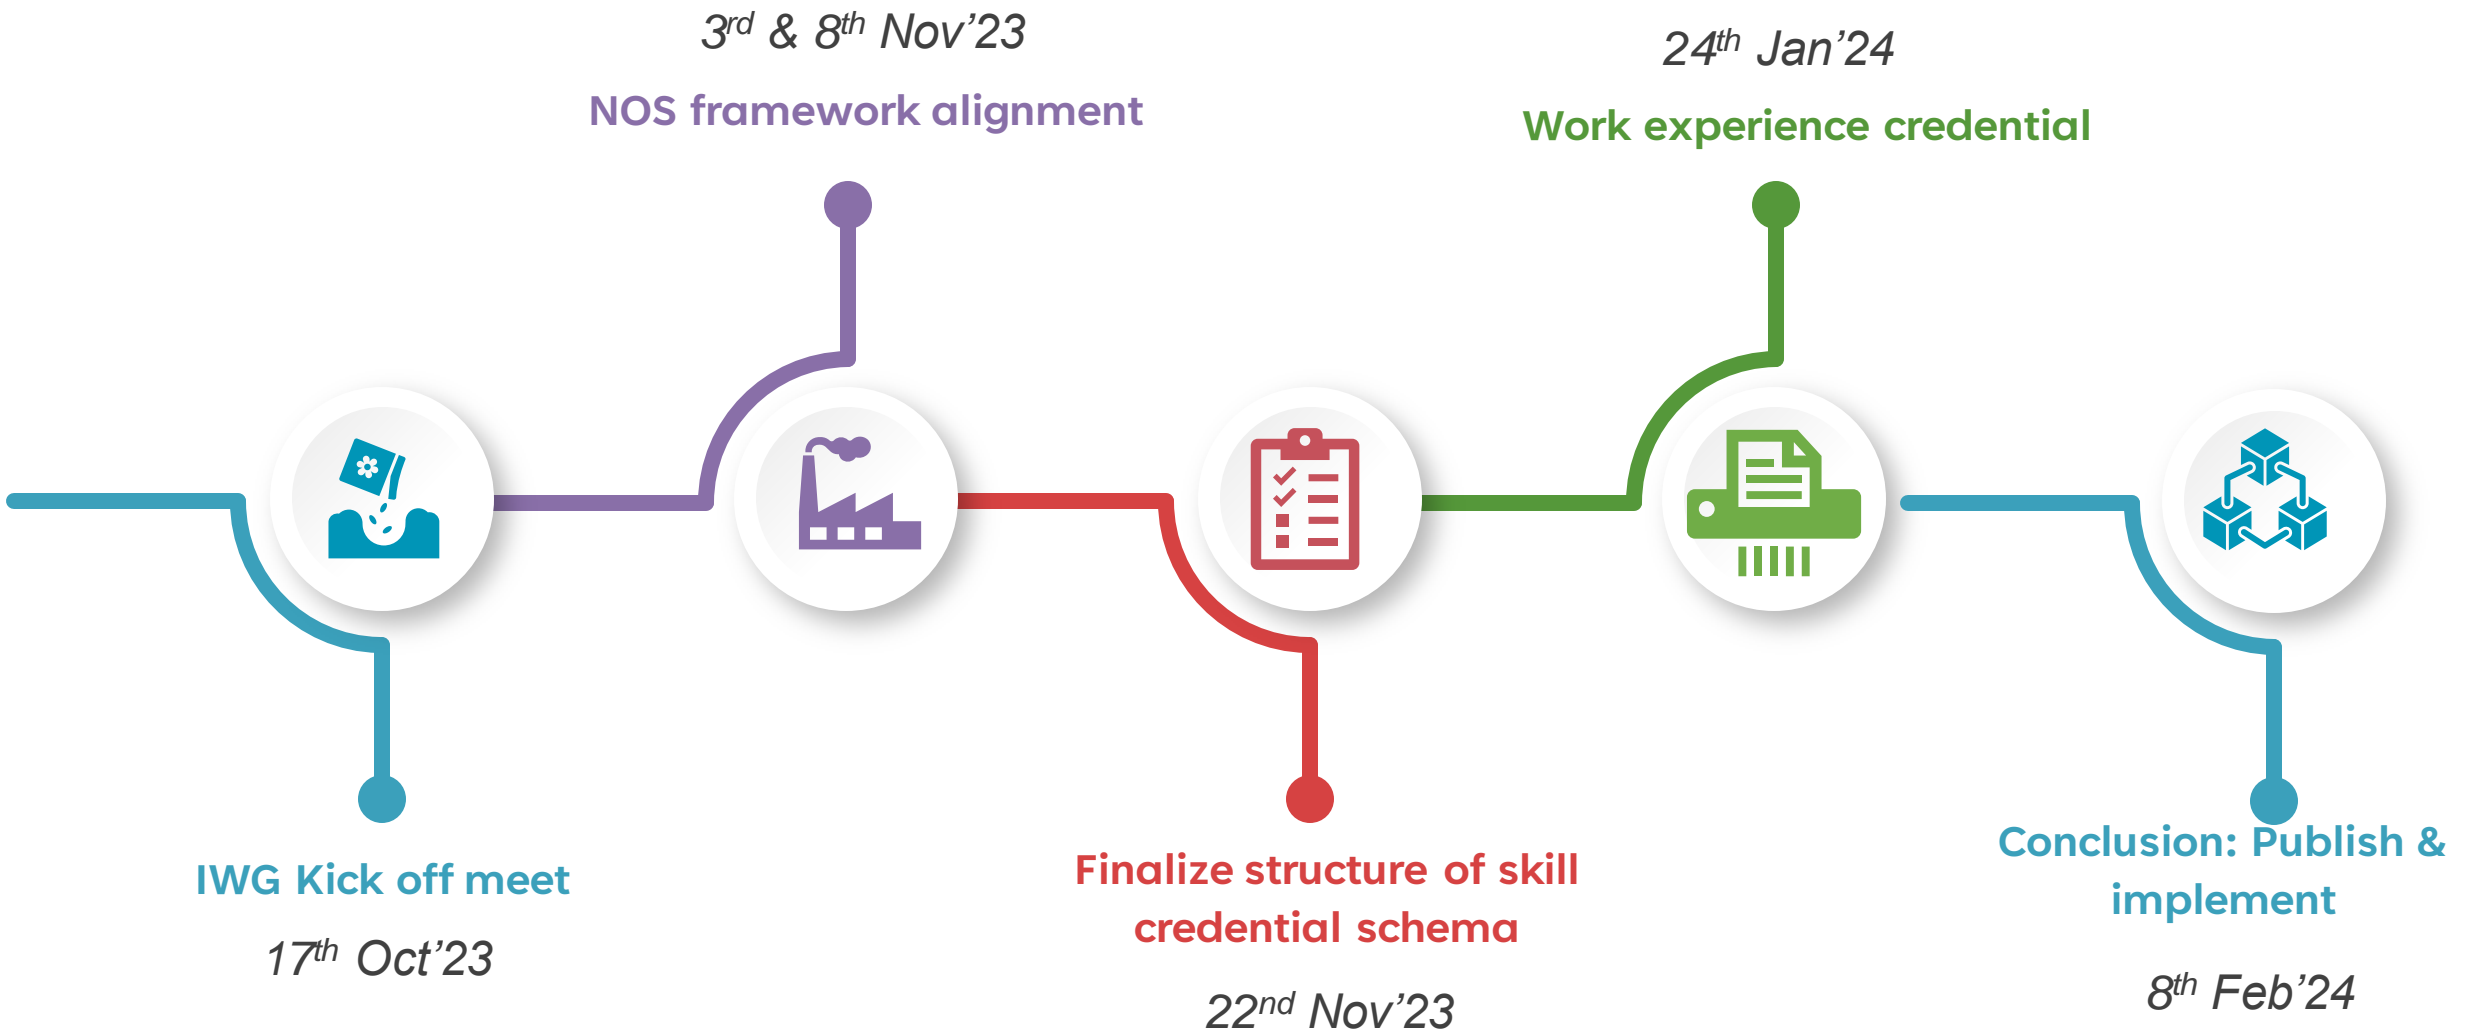 3rd & 8th Nov’23
NOS framework alignment
24th Jan’24
Work experience credential
IWG Kick off meet
17th Oct’23
Finalize structure of skill
credential schema
22nd Nov’23
Conclusion: Publish &
implement
8th Feb’24